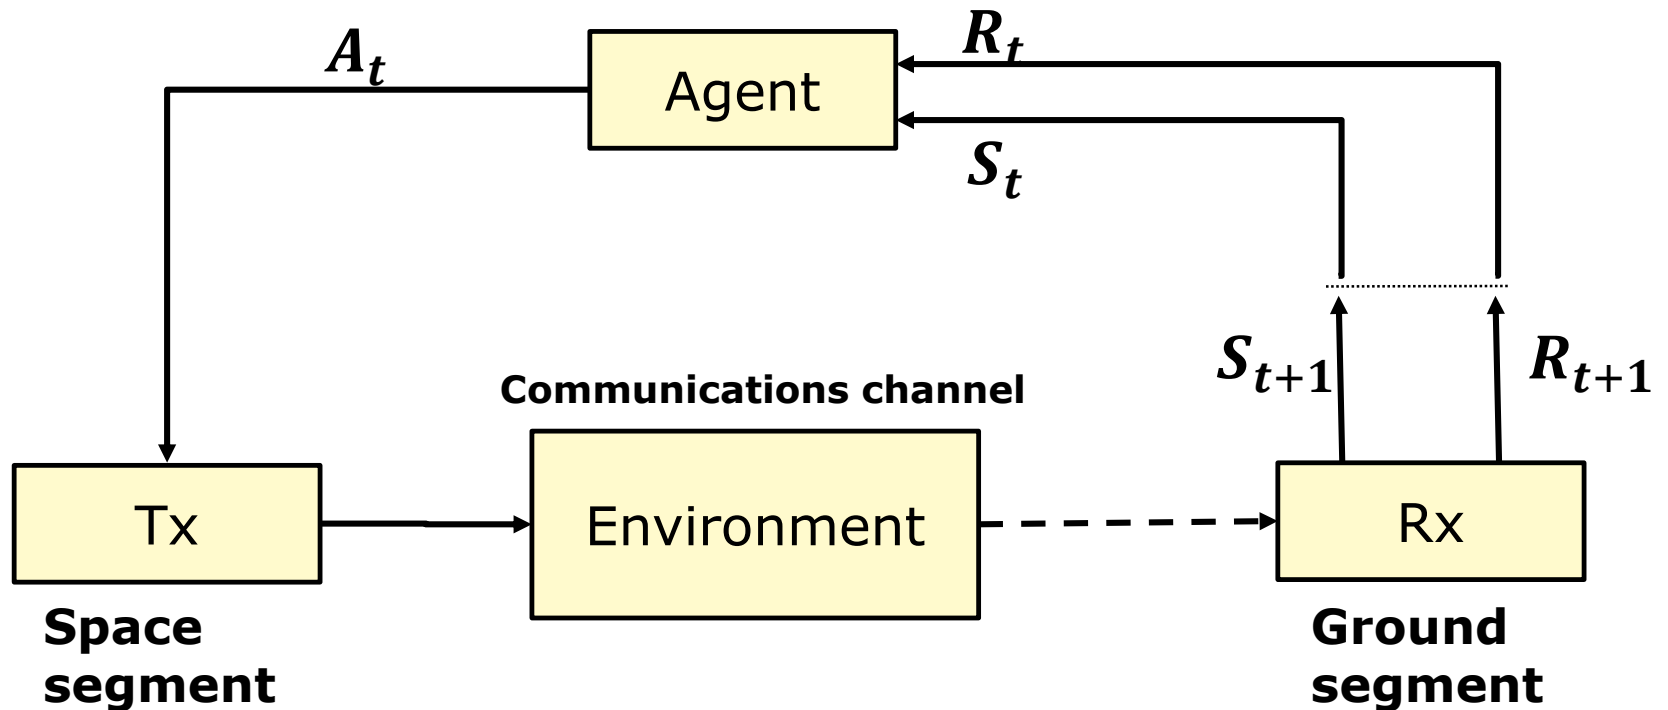 A_t
R_t
Agent
S_t
S_{t+1}
R_{t+1}
Communications channel
Tx
Environment
Rx
Space
segment
Ground
segment